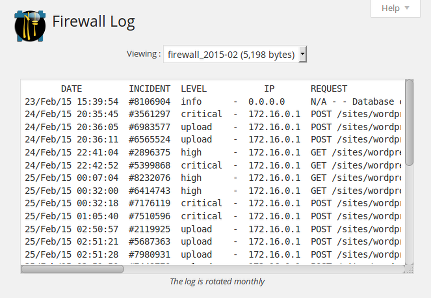 Help
Firewall Log
Viewing : firewall_2015-02 (5,198 bytes)
DATE INCIDENT LEVEL IP REQUEST
23/Feb/15 15:39:54 #8106904 info - 0.0.0.0 N/A - - Database
24/Feb/15 20:35:45 #3561297 critical - 172.16.0.1 POST /sites/wordpr
24/Feb/15 20:36:05 #6983577 upload - 172.16.0.1 POST /sites/wordpr
24/Feb/15 20:36:11 #6565524 upload - 172.16.0.1 POST /sites/wordpr
24/Feb/15 22:41:04 #2896375 high - 172.16.0.1 GET /sites/wordpre
24/Feb/15 22:42:52 #5399868 critical - 172.16.0.1 GET /sites/wordpre
25/Feb/15 00:07:04 #8232076 high - 172.16.0.1 POST /sites/wordpr
25/Feb/15 00:32:00 #6414743 high - 172.16.0.1 GET /sites/wordpre
25/Feb/15 00:32:18 #7176119 critical - 172.16.0.1 POST /sites/wordpr
25/Feb/15 01:05:40 #7510596 critical - 172.16.0.1 POST /sites/wordpr
25/Feb/15 02:50:57 #2119925 upload - 172.16.0.1 POST /sites/wordpr
25/Feb/15 02:51:21 #5687363 upload - 172.16.0.1 POST /sites/wordpr
25/Feb/15 02:51:28 #7980931 upload - 172.16.0.1 POST /sites/wordpr
The log is rotated monthly